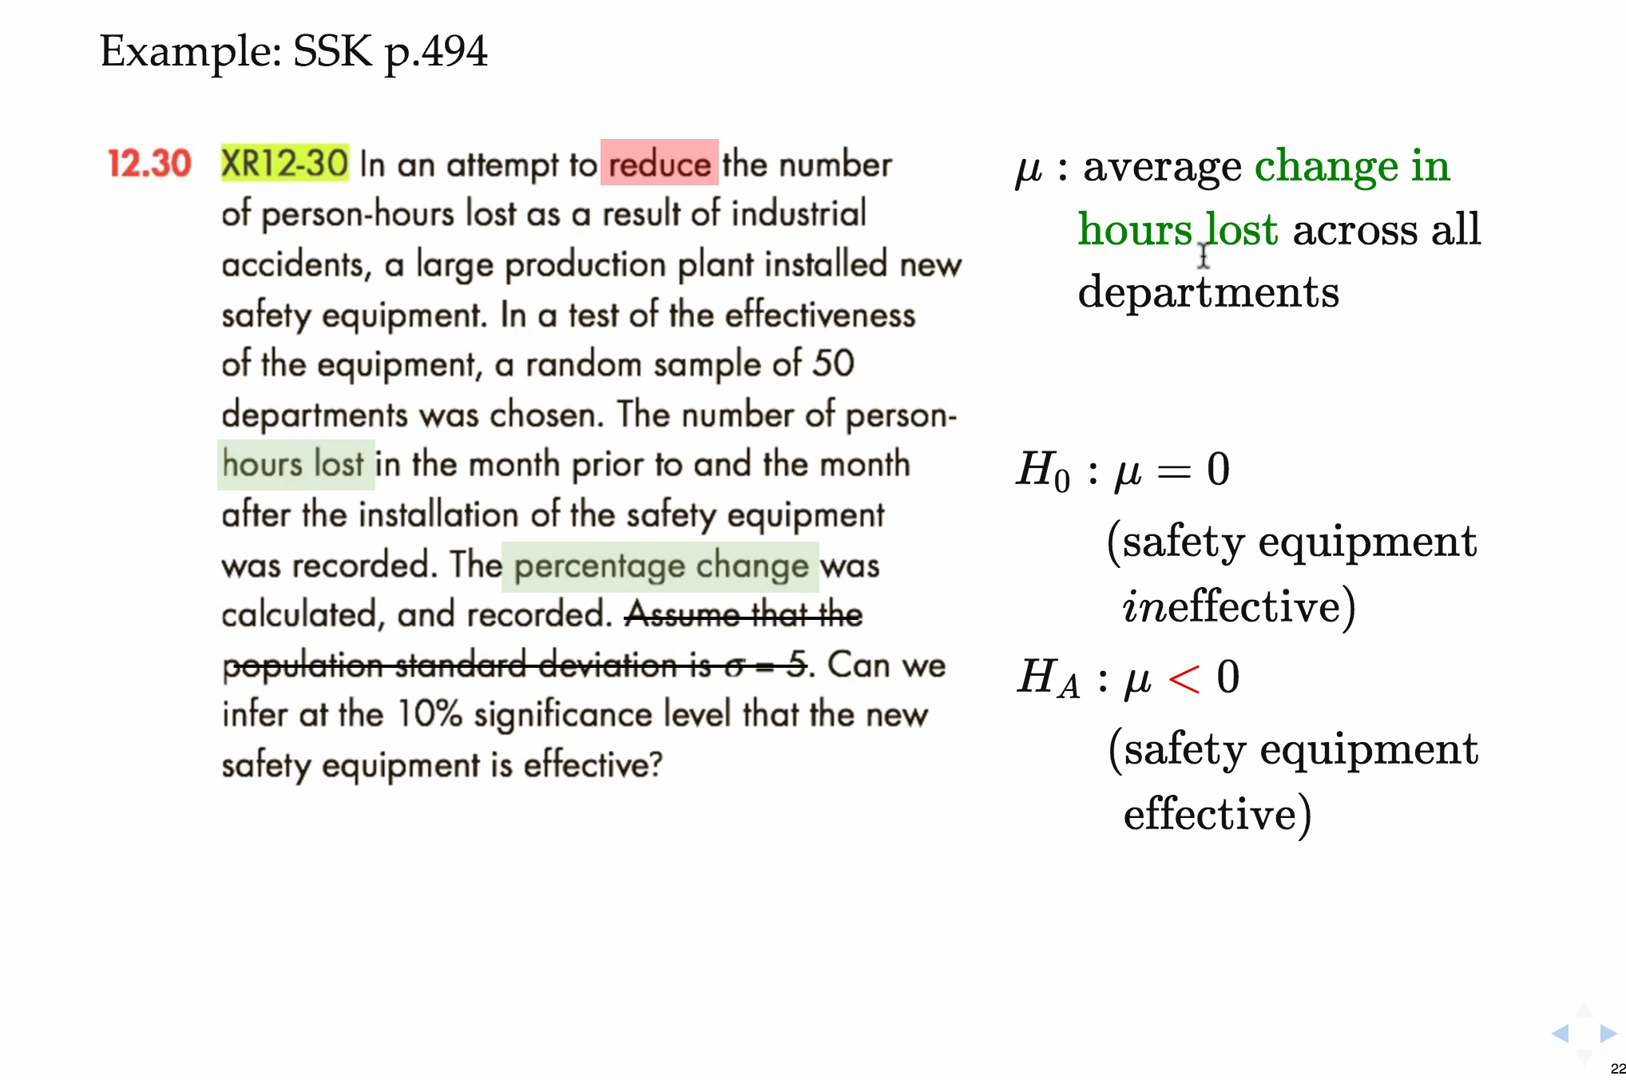 Example: SSK p.494
12.30 XR12-30 In an attempt to reduce the number
of person-hours lost as a result of industrial
accidents, a large production plant installed new
safety equipment. In a test of the effectiveness
of the equipment, a random sample of 50
departments was chosen. The number of person-
hours lost in the month prior to and the month
after the installation of the safety equipment
was recorded. The percentage change was
calculated, and recorded. Assume that the
population standard deviation is σ = 5. Can we
infer at the 10% significance level that the new
safety equipment is effective?
μ : average change in
hours lost across all
departments
H₀ : μ = 0
(safety equipment
ineffective)
H_A : μ < 0
(safety equipment
effective)
22